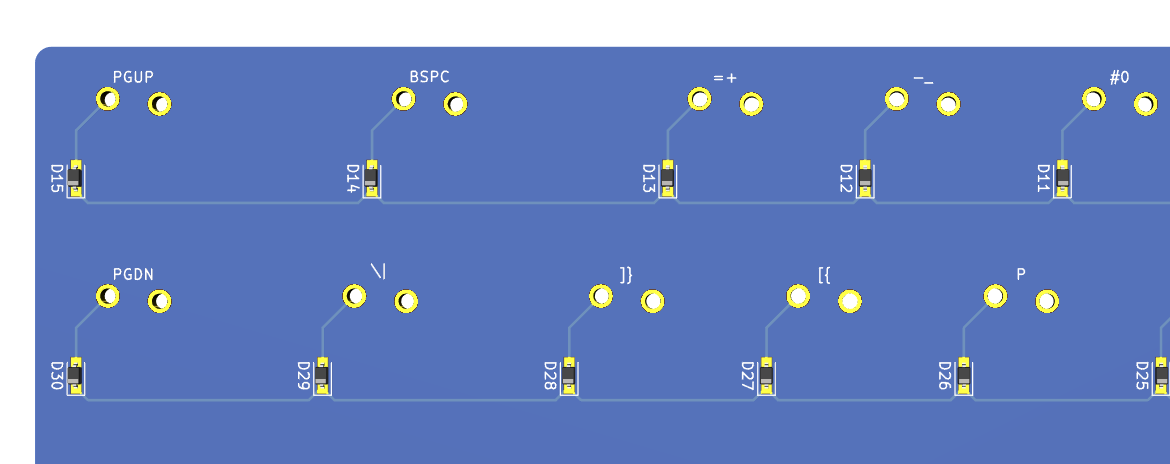 PGUP
BSPC
=+
-_
#0
D15
D14
D13
D12
D11
PGDN
\|
]}
[{
P
D30
D29
D28
D27
D26
D25